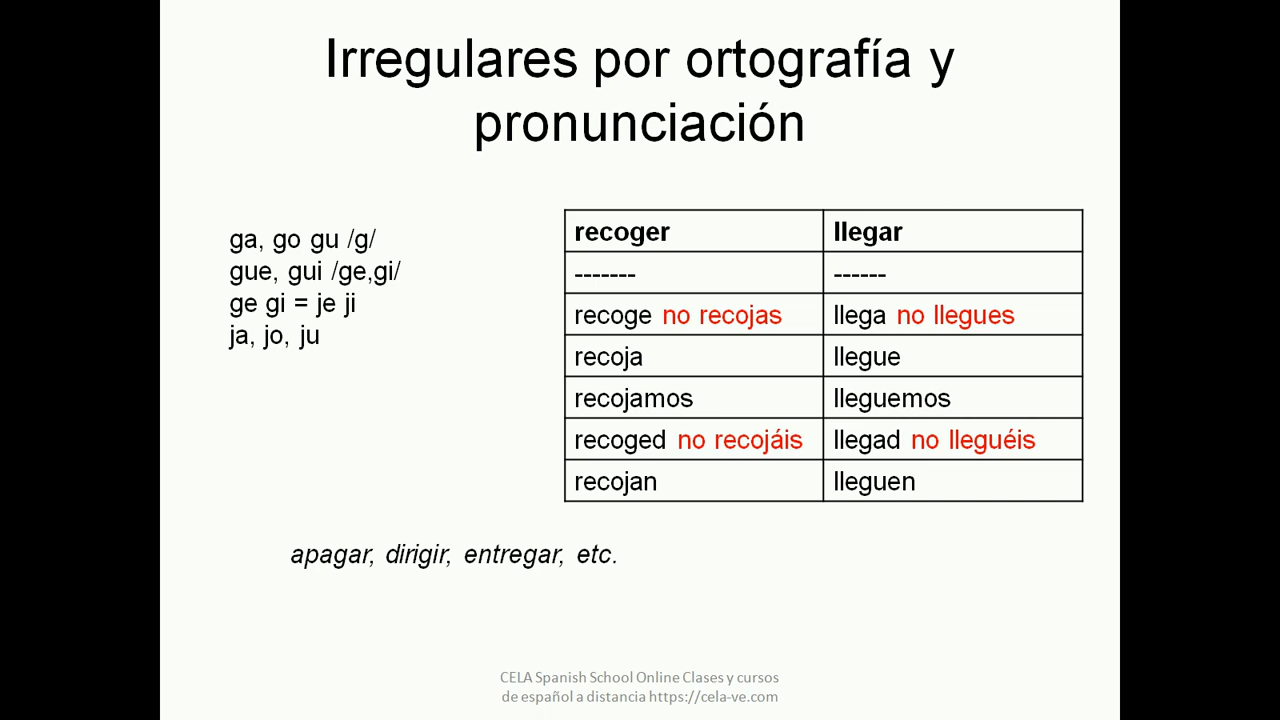 Irregulares por ortografía y
pronunciación
ga, go gu /g/
gue, gui /ge,gi/
ge gi = je ji
ja, jo, ju
recoger llegar
------- ------
recoge no recojas llega no llegues
recoja llegue
recojamos lleguemos
recoged no recojáis llegad no lleguéis
recojan lleguen
apagar, dirigir, entregar, etc.
CELA Spanish School Online Clases y cursos
de español a distancia https://cela-ve.com